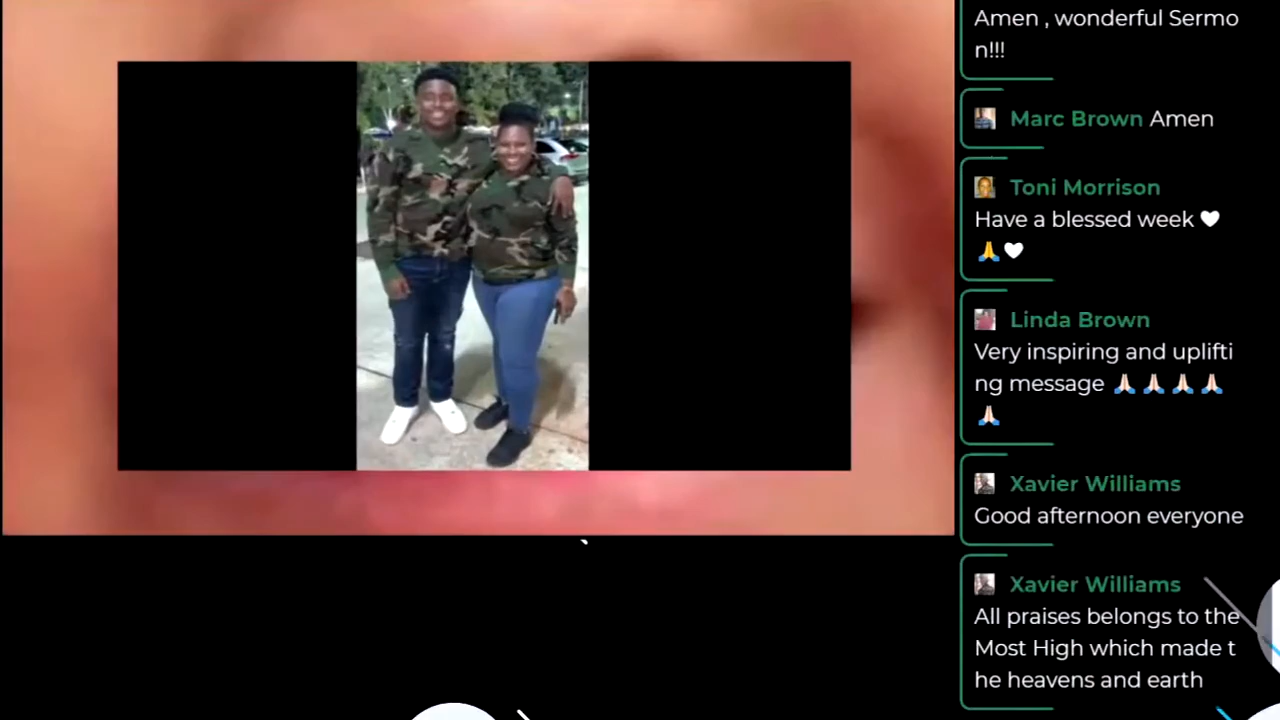 Amen , wonderful Sermo
n!!!
Marc Brown Amen
Toni Morrison
Have a blessed week 🤍
🙏🤍
Linda Brown
Very inspiring and uplifti
ng message 🙏🏻 🙏🏻 🙏🏻 🙏🏻
🙏🏻
Xavier Williams
Good afternoon everyone
Xavier Williams
All praises belongs to the
Most High which made t
he heavens and earth